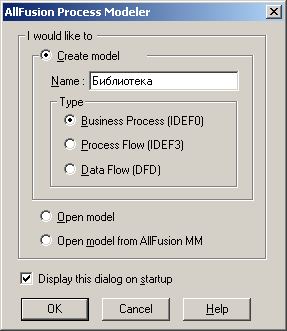 AllFusion Process Modeler
I would like to
Create model
Name : Библиотека
Type
Business Process (IDEF0)
Process Flow (IDEF3)
Data Flow (DFD)
Open model
Open model from AllFusion MM
Display this dialog on startup
OK Cancel Help